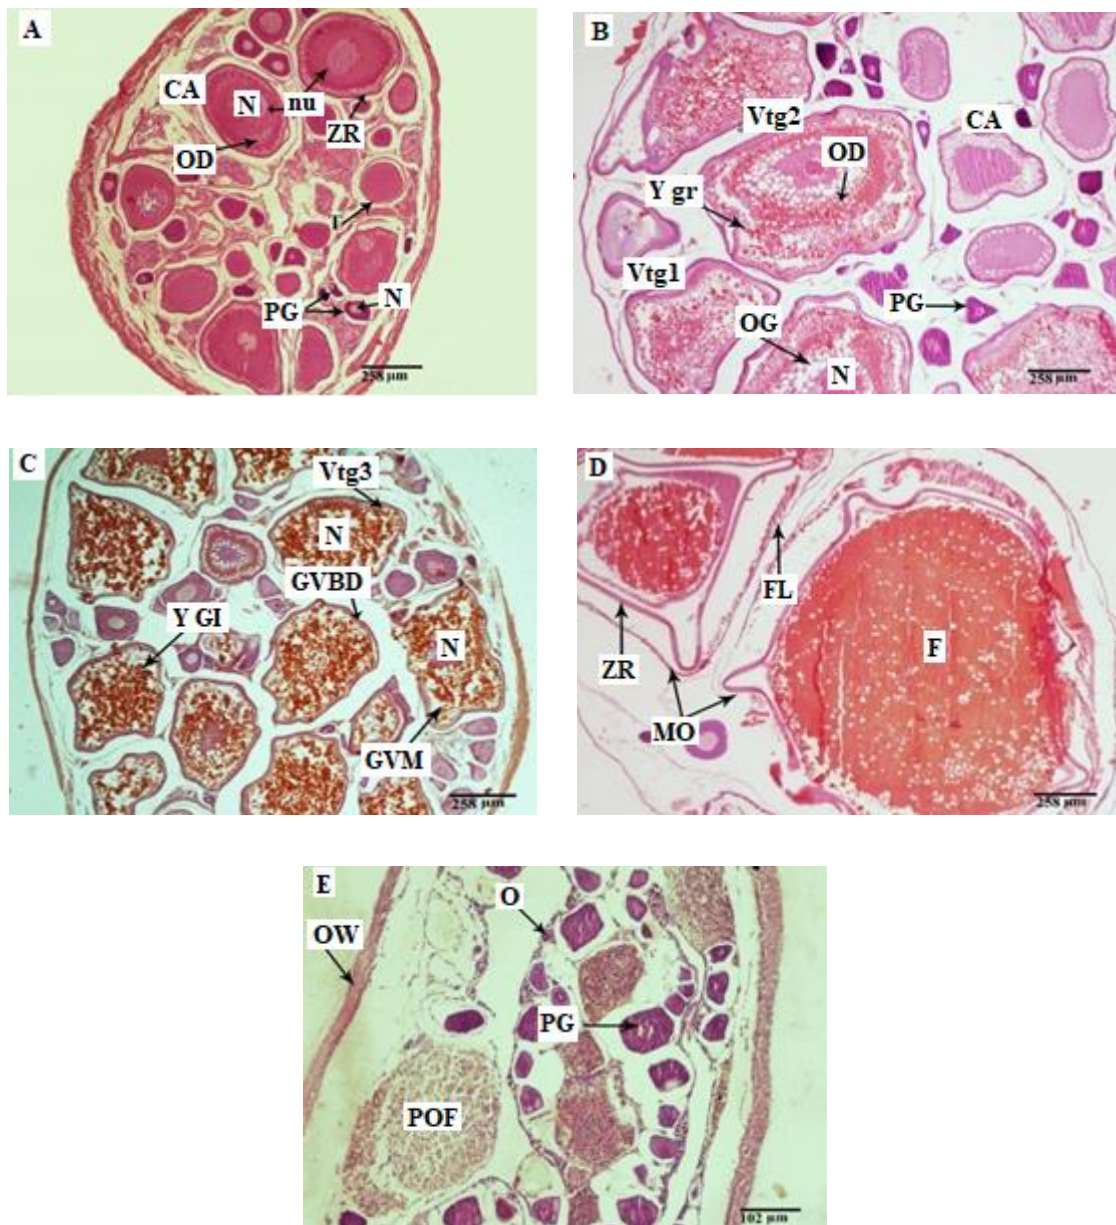 A
CA
N
nu
ZR
OD
PG
N
258 µm
B
Vtg2
CA
OD
Y gr
Vtg1
PG
OG
N
258 µm
C
Vtg3
N
GVBD
Y GI
N
GVM
258 µm
D
FL
F
ZR
MO
258 µm
E
O
OW
PG
POF
102 µm